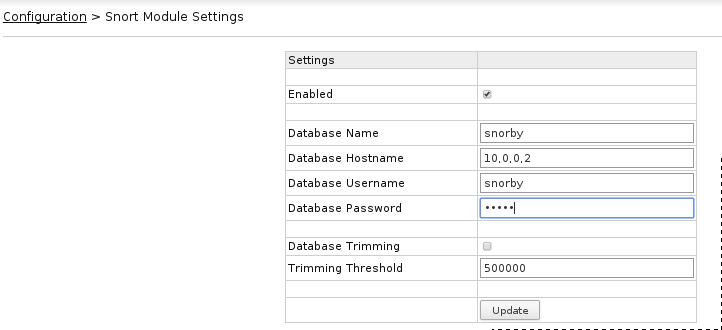 Configuration > Snort Module Settings
Settings
Enabled
Database Name snorby
Database Hostname 10.0.0.2
Database Username snorby
Database Password •••••
Database Trimming
Trimming Threshold 500000
Update